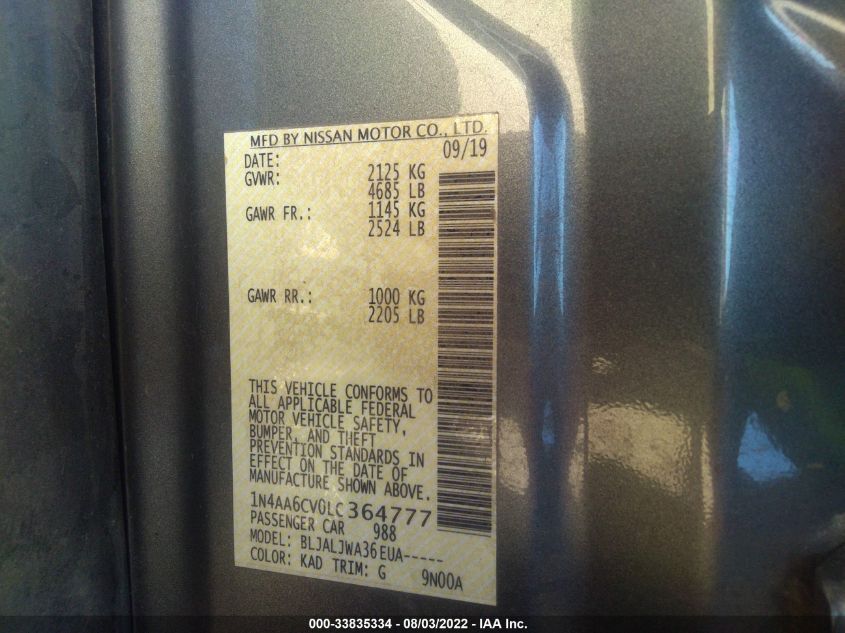 MFD BY NISSAN MOTOR CO., LTD.
DATE: 09/19
GVWR: 2125 KG
4685 LB
GAWR FR.: 1145 KG
2524 LB
GAWR RR.: 1000 KG
2205 LB
THIS VEHICLE CONFORMS TO
ALL APPLICABLE FEDERAL
MOTOR VEHICLE SAFETY,
BUMPER, AND THEFT
PREVENTION STANDARDS IN
EFFECT ON THE DATE OF
MANUFACTURE SHOWN ABOVE.
1N4AA6CV0LC364777
PASSENGER CAR 988
MODEL: BLJALJWA36EUA-----
COLOR: KAD TRIM: G 9N00A
000-33835334 - 08/03/2022 - IAA Inc.